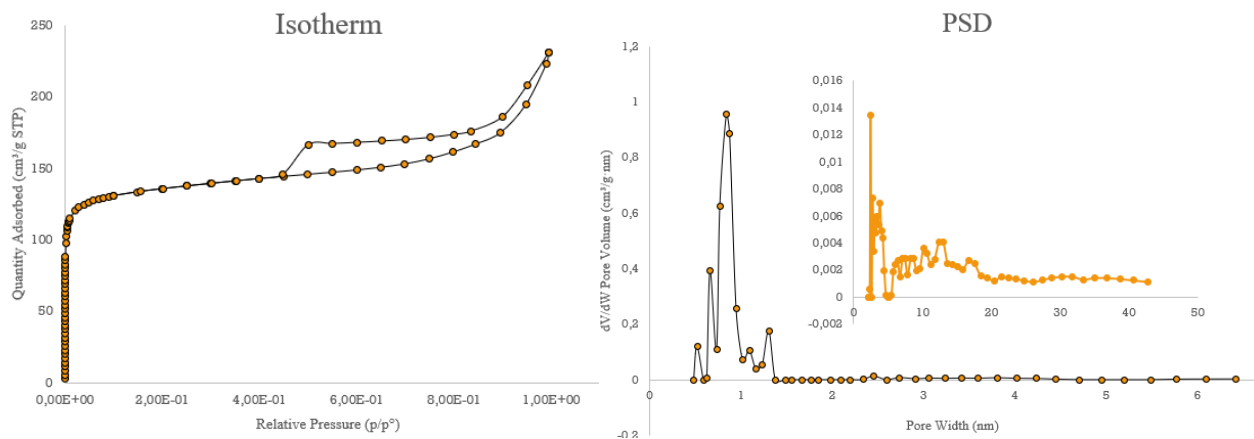 Isotherm
250
200
150
100
50
0
Quantity Adsorbed (cm³/g STP)
0,00E+00 2,00E-01 4,00E-01 6,00E-01 8,00E-01 1,00E+00
Relative Pressure (p/p°)
PSD
1,2
1
0,8
0,6
0,4
0,2
0
-0,2
dV/dW Pore Volume (cm³/g·nm)
0 1 2 3 4 5 6
Pore Width (nm)
0,016
0,014
0,012
0,01
0,008
0,006
0,004
0,002
0
-0,002
0 10 20 30 40 50